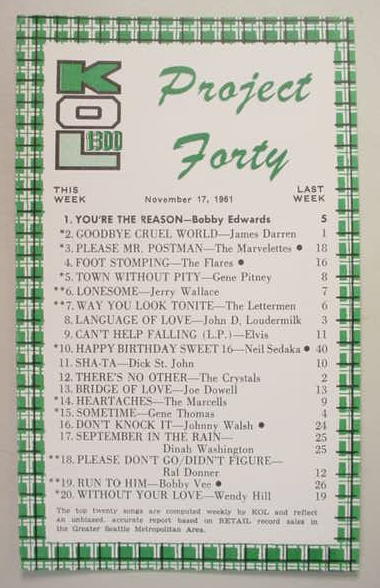 KOL
1300
Project
Forty
THIS
WEEK
November 17, 1961
LAST
WEEK
1. YOU'RE THE REASON—Bobby Edwards 5
*2. GOODBYE CRUEL WORLD—James Darren 1
*3. PLEASE MR. POSTMAN—The Marvelettes ● 18
4. FOOT STOMPING—The Flares ● 16
*5. TOWN WITHOUT PITY—Gene Pitney 8
**6. LONESOME—Jerry Wallace 7
**7. WAY YOU LOOK TONITE—The Lettermen 6
8. LANGUAGE OF LOVE—John D. Loudermilk 3
9. CAN'T HELP FALLING (L.P.)—Elvis 11
*10. HAPPY BIRTHDAY SWEET 16—Neil Sedaka ● 40
11. SHA-TA—Dick St. John 10
12. THERE'S NO OTHER—The Crystals 2
13. BRIDGE OF LOVE—Joe Dowell 13
*14. HEARTACHES—The Marcells 9
*15. SOMETIME—Gene Thomas 4
16. DON'T KNOCK IT—Johnny Walsh ● 24
17. SEPTEMBER IN THE RAIN— 25
Dinah Washington 25
**18. PLEASE DON'T GO/DIDN'T FIGURE—
Ral Donner 12
**19. RUN TO HIM—Bobby Vee ● 26
*20. WITHOUT YOUR LOVE—Wendy Hill 19
The top twenty songs are computed weekly by KOL and reflect
an unbiased, accurate report based on RETAIL record sales in
the Greater Seattle Metropolitan Area.